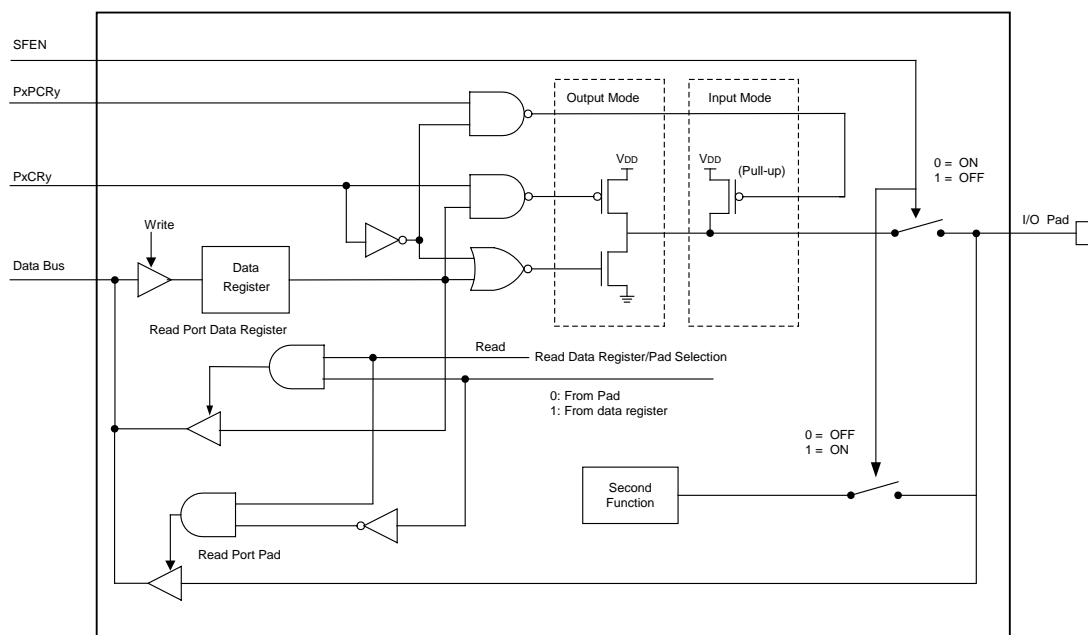 SFEN
PxPCRy
Output Mode
Input Mode
VDD
VDD
(Pull-up)
0 = ON
1 = OFF
PxCRy
I/O Pad
Write
Data Bus
Data
Register
Read Port Data Register
Read
Read Data Register/Pad Selection
0: From Pad
1: From data register
0 = OFF
1 = ON
Second
Function
Read Port Pad